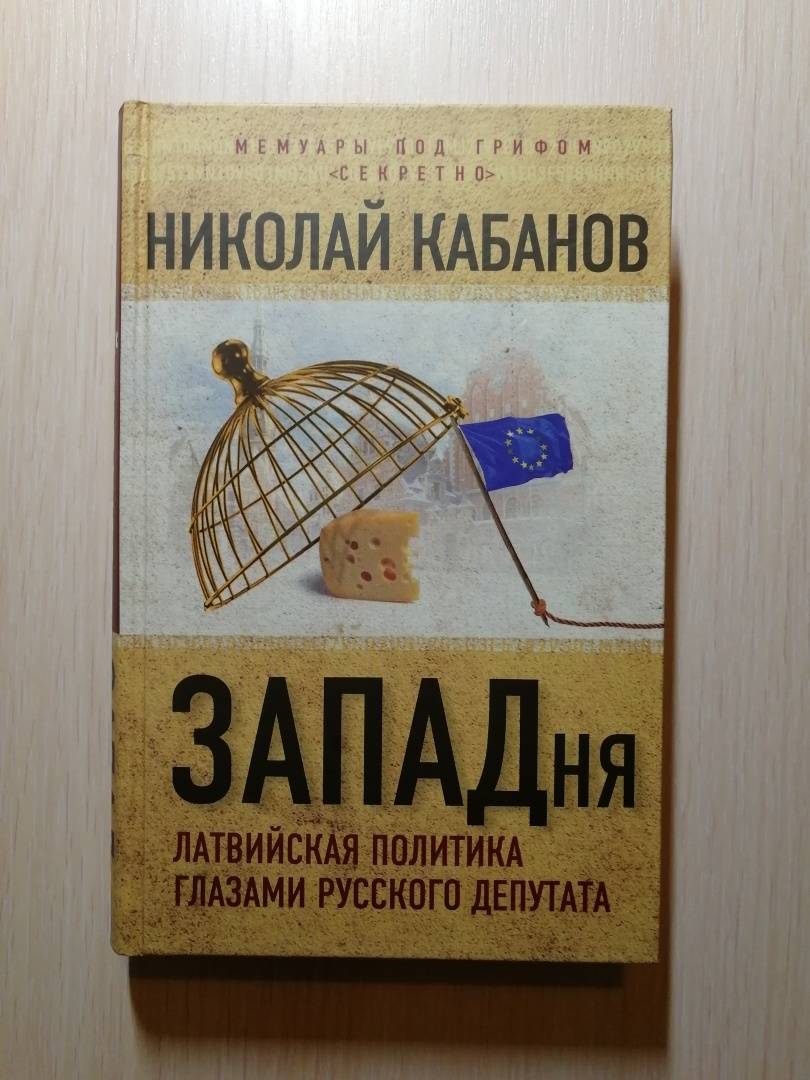 МЕМУАРЫ ПОД ГРИФОМ
<СЕКРЕТНО>
НИКОЛАЙ КАБАНОВ
ЗАПАДНЯ
ЛАТВИЙСКАЯ ПОЛИТИКА
ГЛАЗАМИ РУССКОГО ДЕПУТАТА